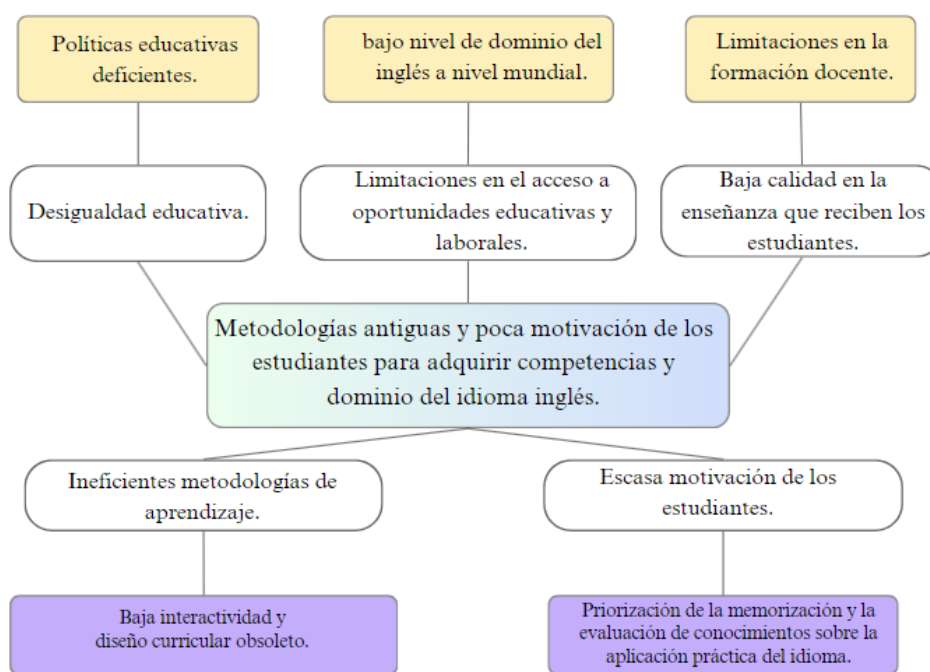 Políticas educativas
deficientes.
bajo nivel de dominio del
inglés a nivel mundial.
Limitaciones en la
formación docente.
Desigualdad educativa.
Limitaciones en el acceso a
oportunidades educativas y
laborales.
Baja calidad en la
enseñanza que reciben los
estudiantes.
Metodologías antiguas y poca motivación de los
estudiantes para adquirir competencias y
dominio del idioma inglés.
Ineficientes metodologías de
aprendizaje.
Escasa motivación de los
estudiantes.
Baja interactividad y
diseño curricular obsoleto.
Priorización de la memorización y la
evaluación de conocimientos sobre la
aplicación práctica del idioma.